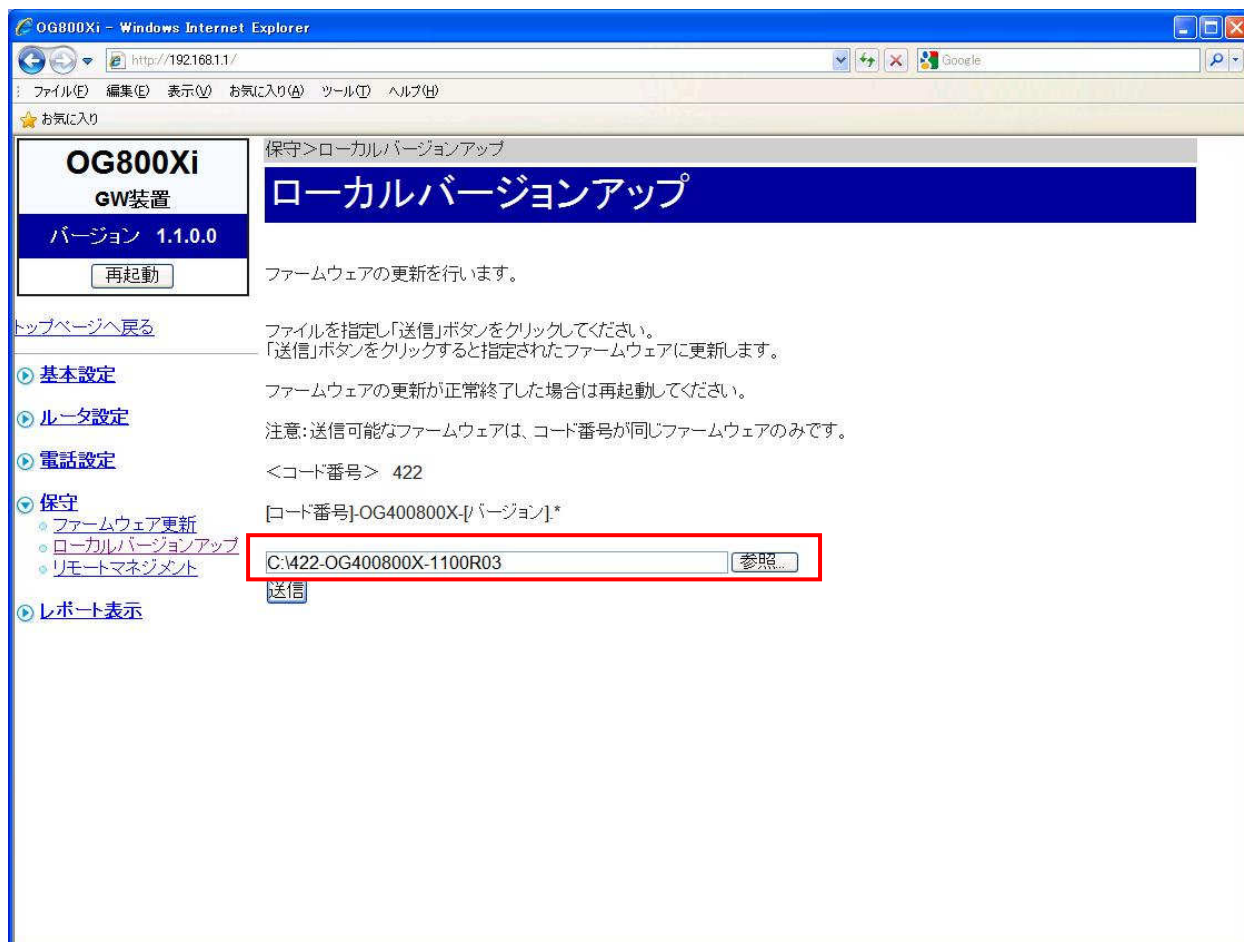 OG800Xi - Windows Internet Explorer
http://192.168.1.1/
Google
ファイル(F) 編集(E) 表示(V) お気に入り(A) ツール(T) ヘルプ(H)
お気に入り
OG800Xi
GW装置
バージョン 1.1.0.0
再起動
トップページへ戻る
基本設定
ルータ設定
電話設定
保守
ファームウェア更新
ローカルバージョンアップ
リモートマネジメント
レポート表示
保守>ローカルバージョンアップ
ローカルバージョンアップ
ファームウェアの更新を行います。
ファイルを指定し「送信」ボタンをクリックしてください。
「送信」ボタンをクリックすると指定されたファームウェアに更新します。
ファームウェアの更新が正常終了した場合は再起動してください。
注意：送信可能なファームウェアは、コード番号が同じファームウェアのみです。
＜コード番号＞ 422
[コード番号]-OG400800X-[バージョン].*
C:\422-OG400800X-1100R03 参照...
送信